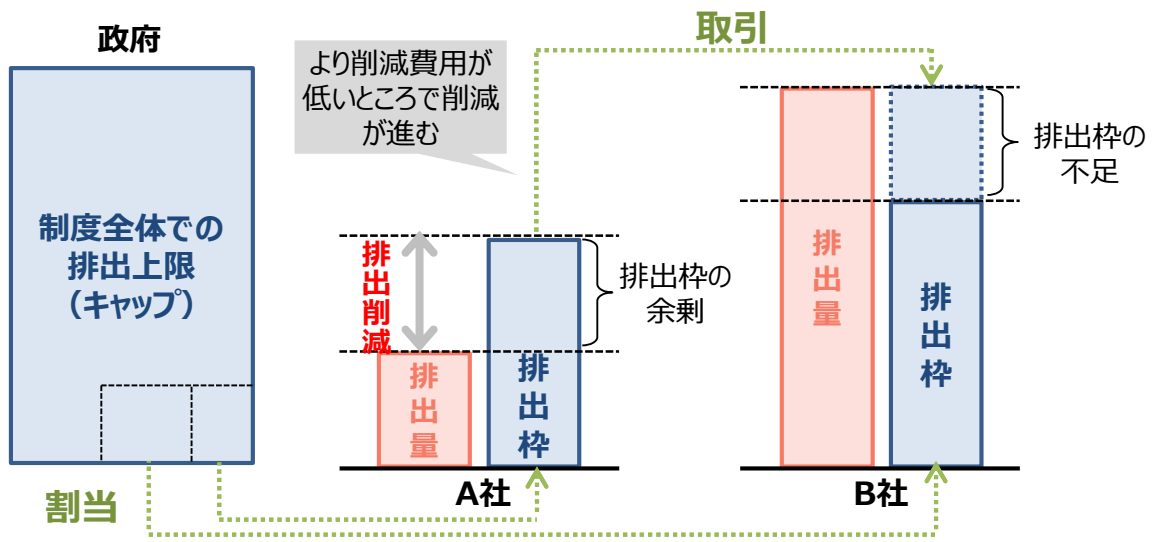 政府
制度全体での
排出上限
（キャップ）
割当
より削減費用が
低いところで削減
が進む
取引
排出削減
排出量
排出枠
排出枠の
余剰
A社
排出量
排出枠
排出枠の
不足
B社